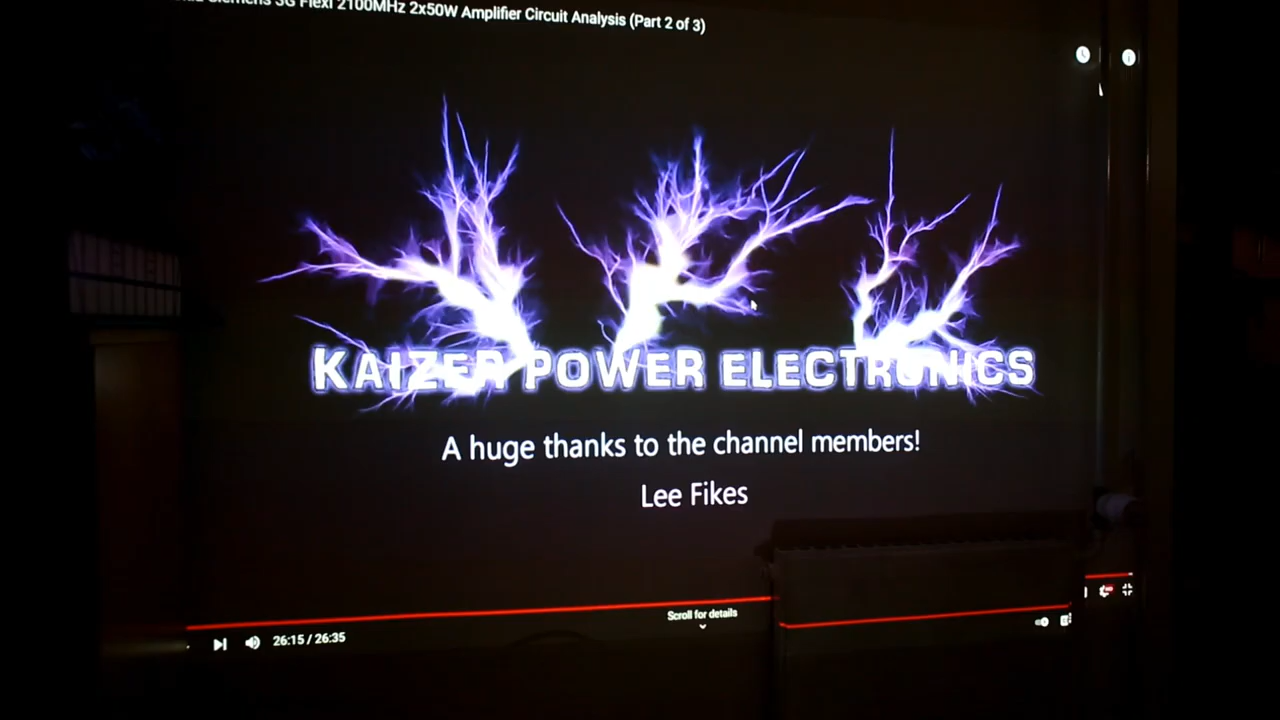 Siemens 3G Flexi 2100MHz 2x50W Amplifier Circuit Analysis (Part 2 of 3)
KAIZER POWER ELECTRONICS
A huge thanks to the channel members!
Lee Fikes
Scroll for details
26:15 / 26:35